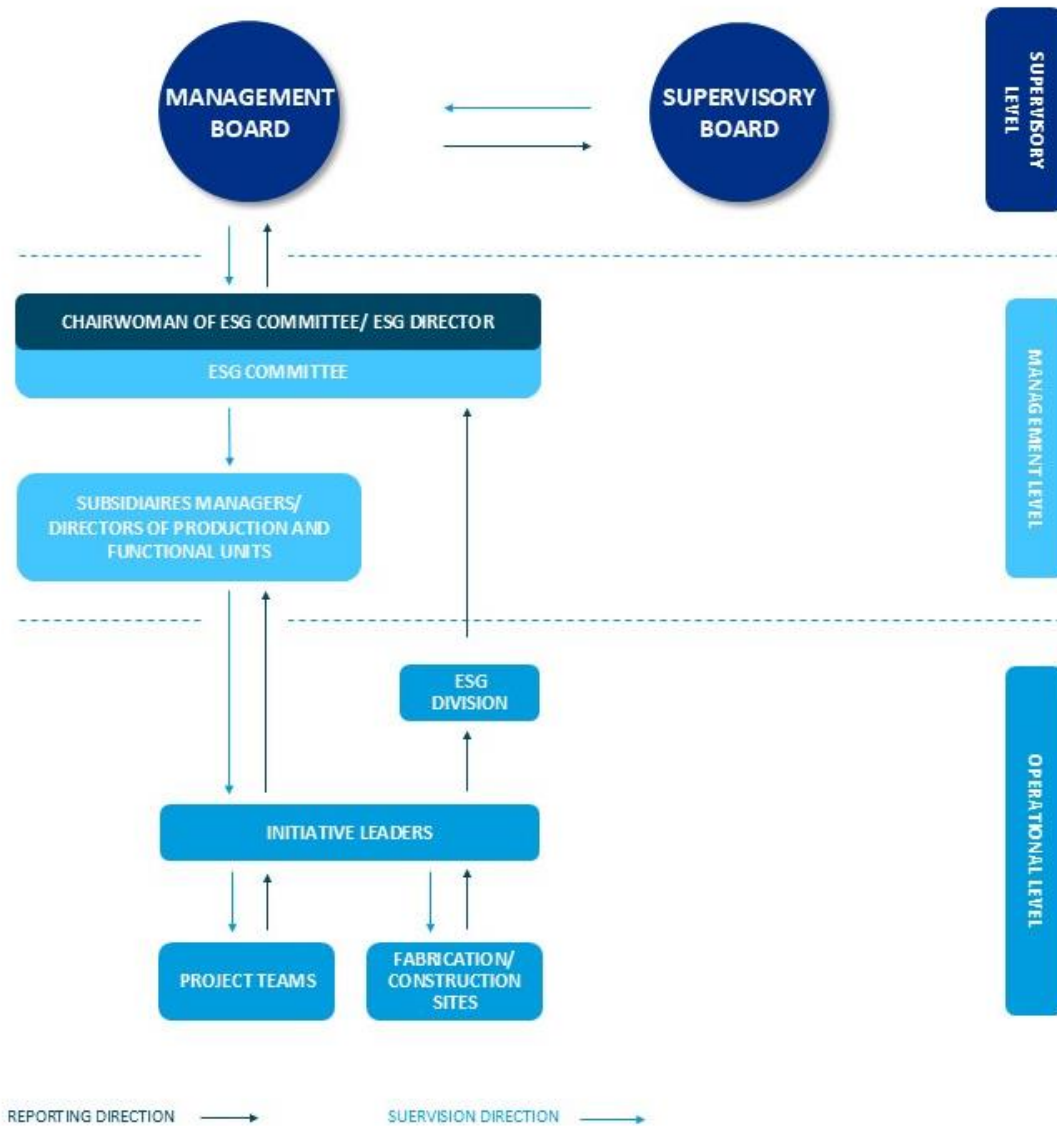 MANAGEMENT
BOARD
SUPERVISORY
BOARD
SUPERVISORY
LEVEL
CHAIRWOMAN OF ESG COMMITTEE/ ESG DIRECTOR
ESG COMMITTEE
MANAGEMENT LEVEL
SUBSIDIAIRES MANAGERS/
DIRECTORS OF PRODUCTION AND
FUNCTIONAL UNITS
ESG
DIVISION
OPERATIONAL LEVEL
INITIATIVE LEADERS
PROJECT TEAMS
FABRICATION/
CONSTRUCTION
SITES
REPORTING DIRECTION
SUERVISION DIRECTION